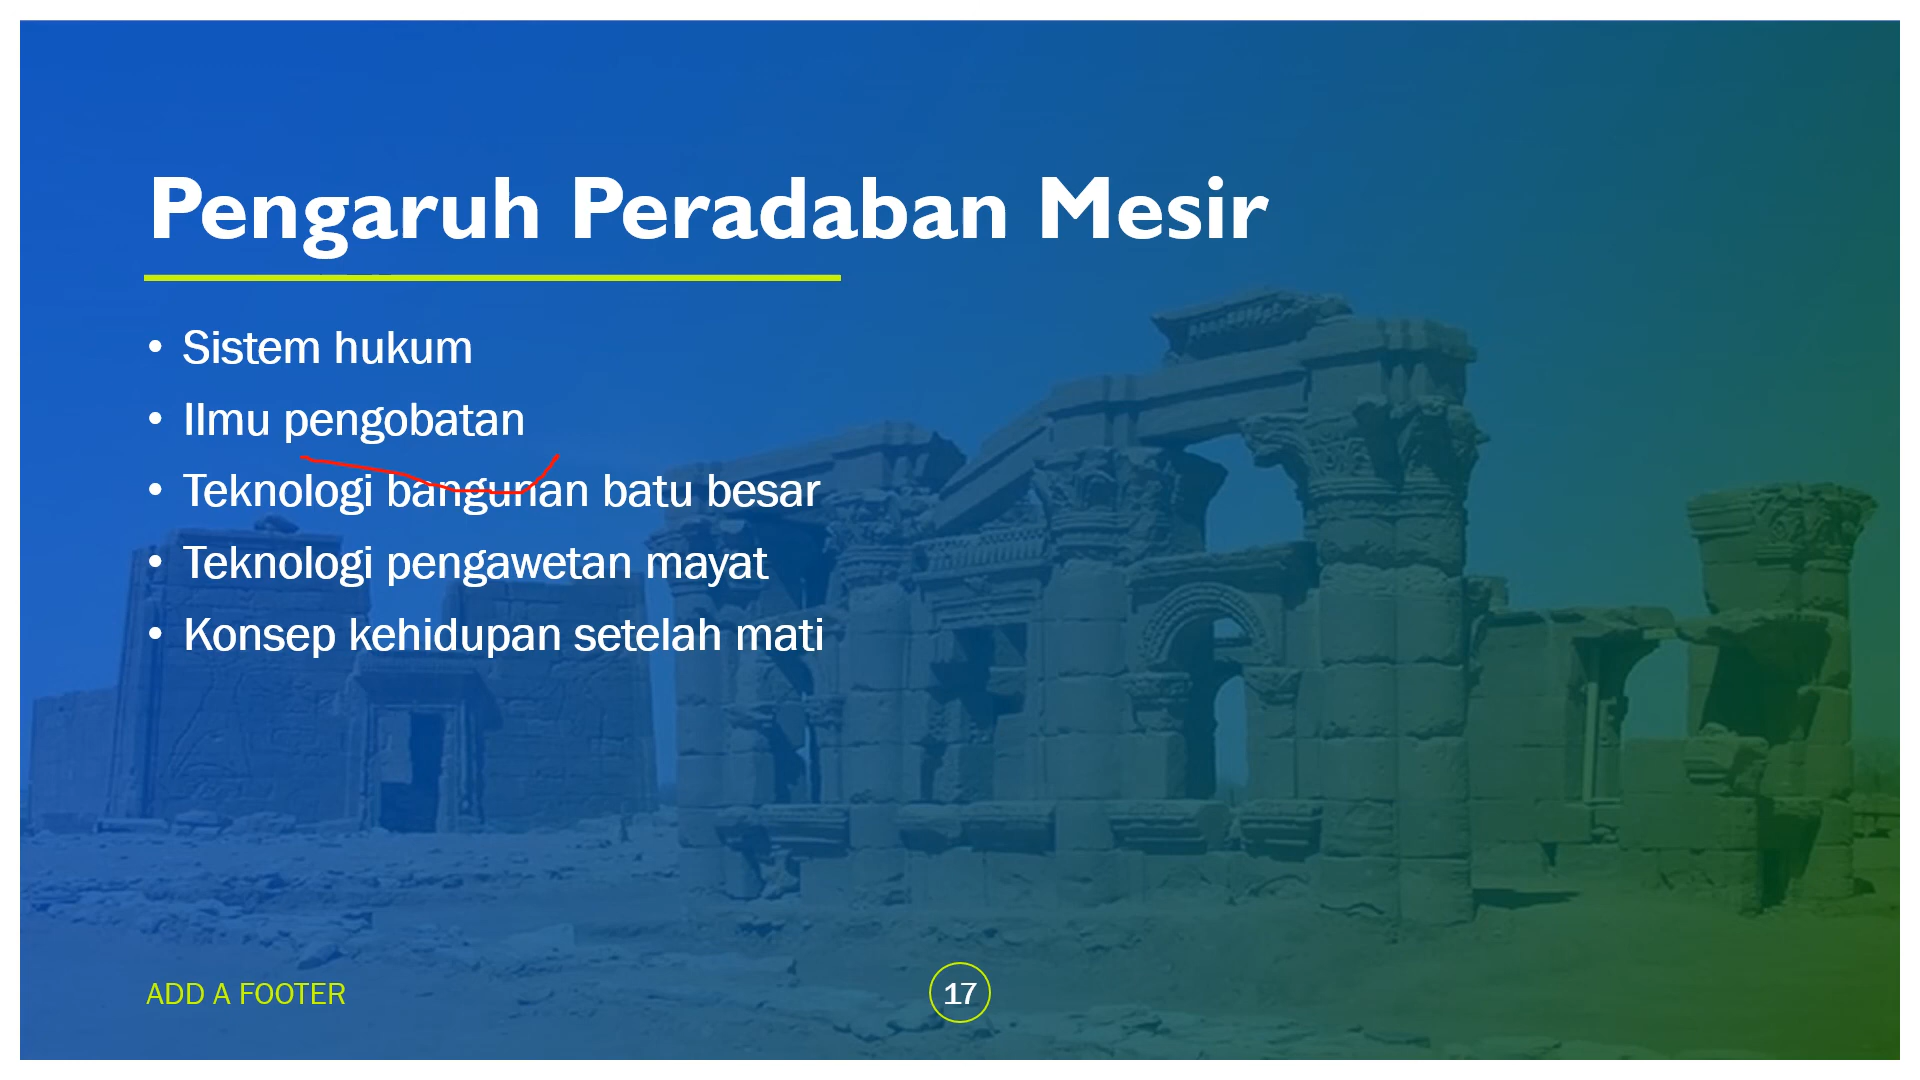 Pengaruh Peradaban Mesir
• Sistem hukum
• Ilmu pengobatan
• Teknologi bangunan batu besar
• Teknologi pengawetan mayat
• Konsep kehidupan setelah mati
ADD A FOOTER
17